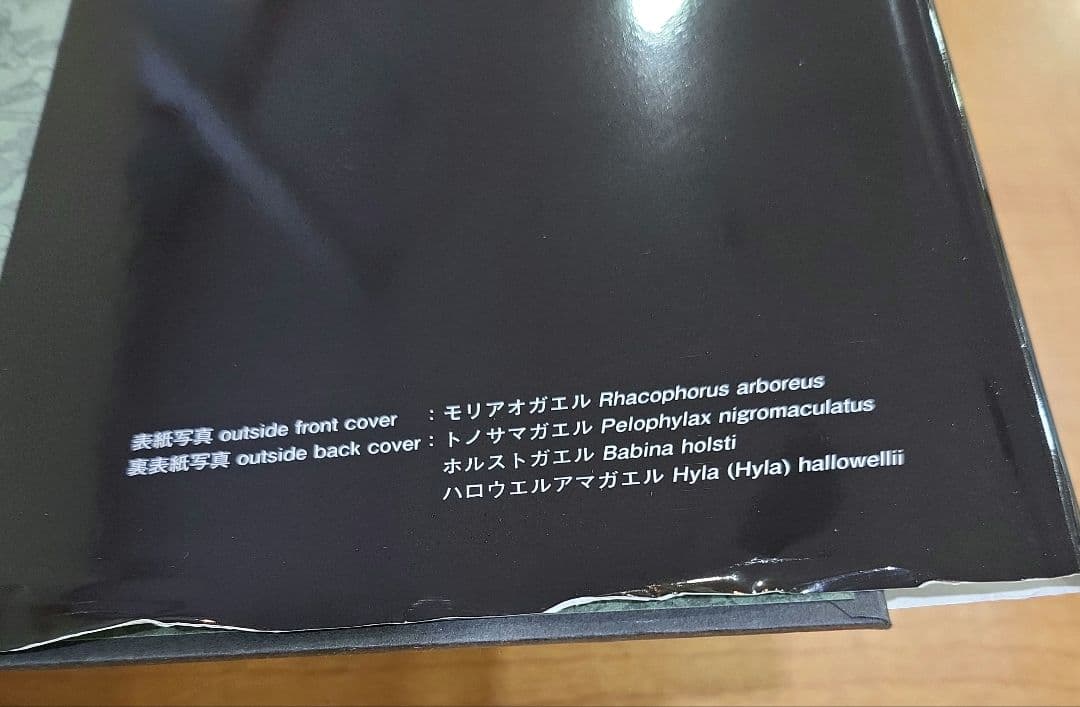 表紙写真 outside front cover : モリアオガエル Rhacophorus arboreus
裏表紙写真 outside back cover : トノサマガエル Pelophylax nigromaculatus
ホルストガエル Babina holsti
ハロウエルアマガエル Hyla (Hyla) hallowellii